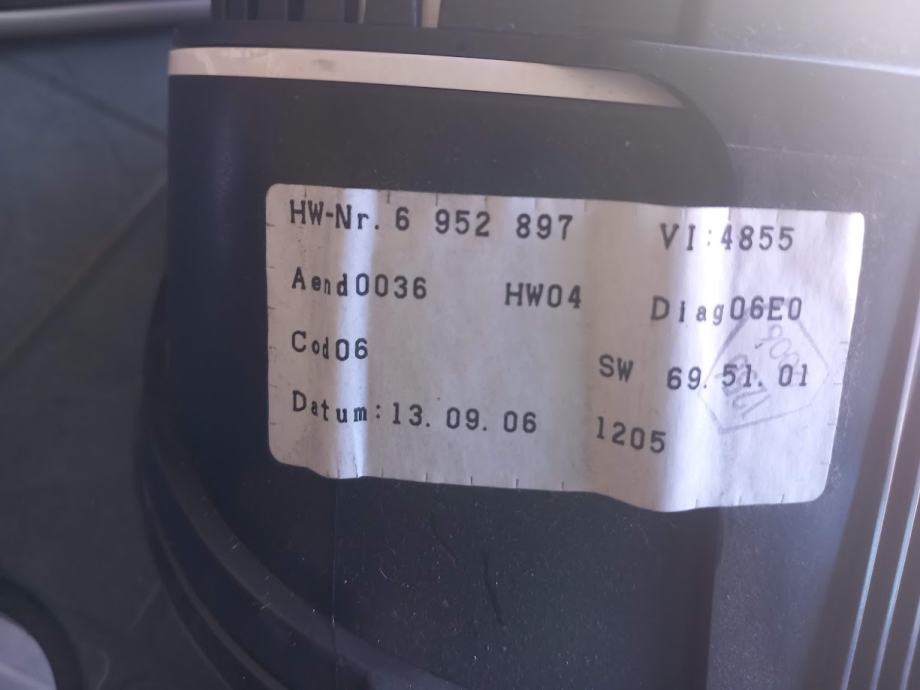 HW-Nr. 6 952 897 VI:4855
Aend0036 HW04 Diag06E0
Cod06 SW 69.51.01
Datum:13.09.06 1205